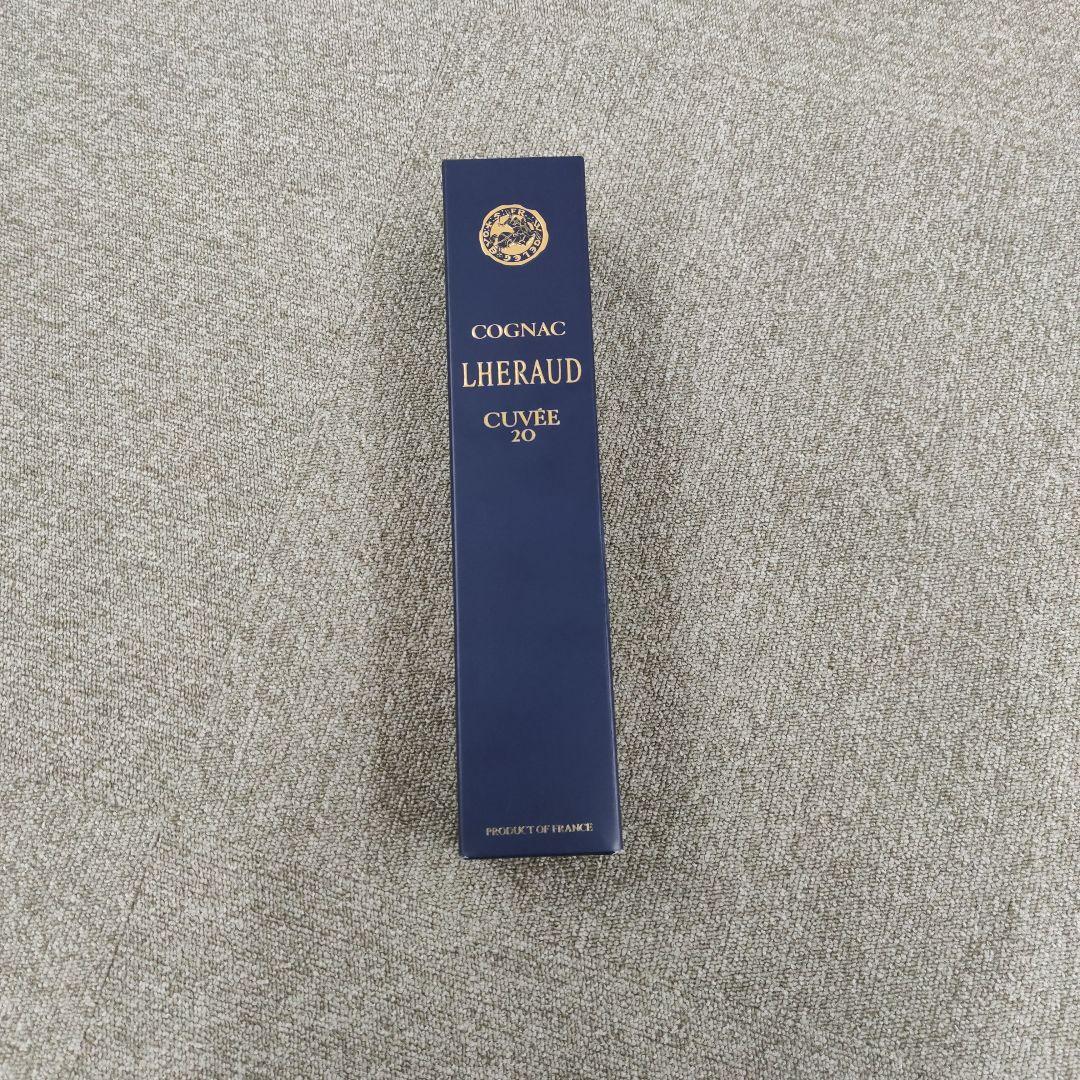 COGNAC
LHERAUD
CUVÉE
20
PRODUCT OF FRANCE